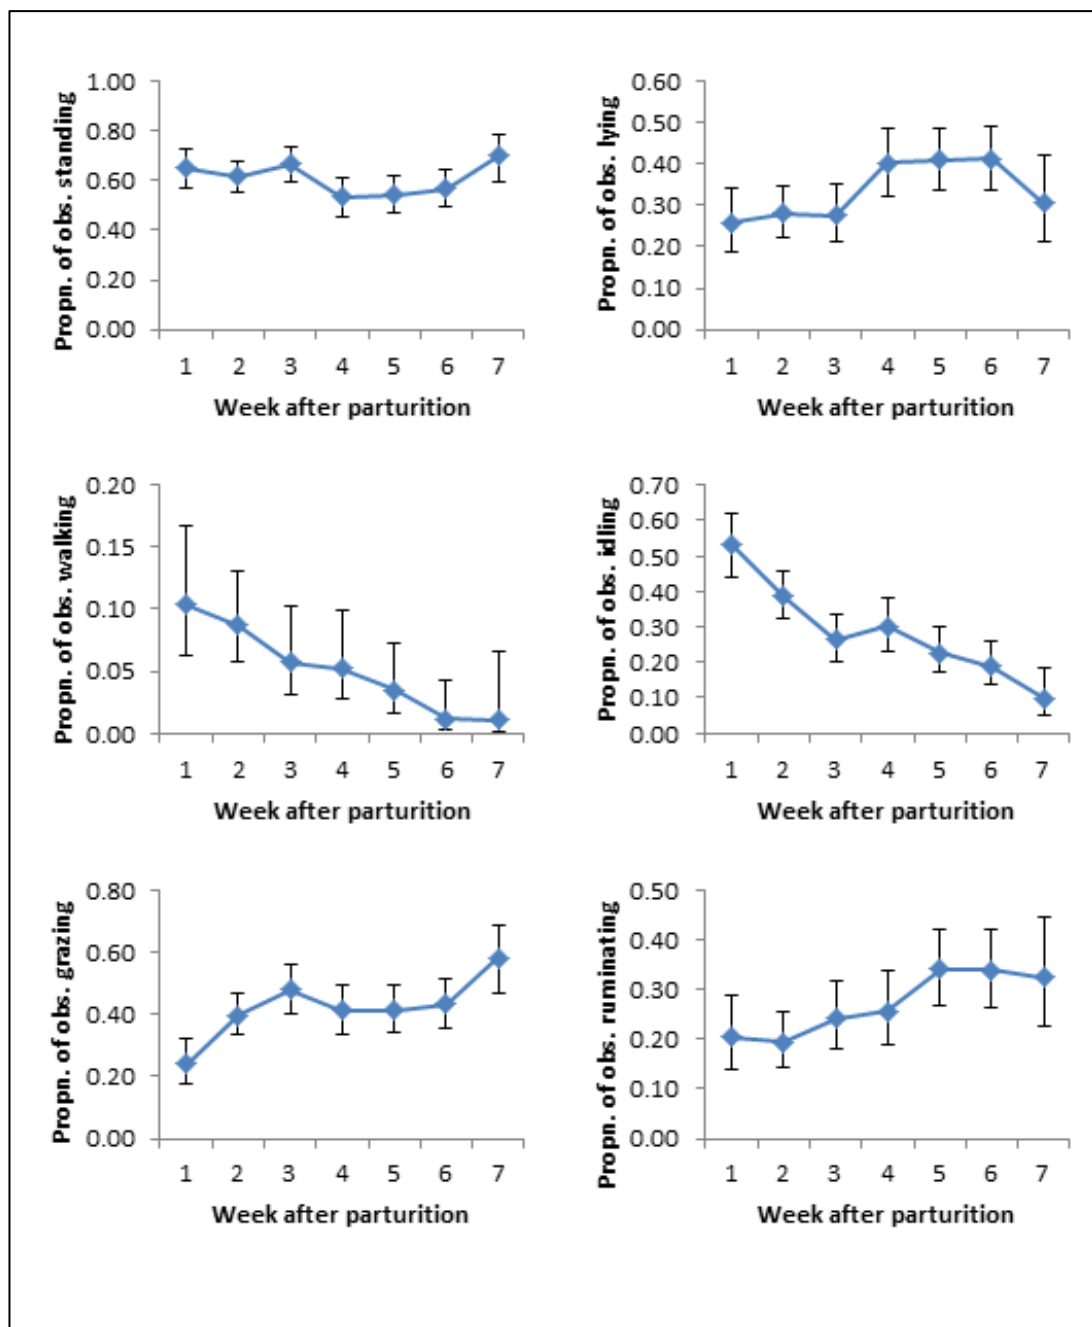 Propn. of obs. standing
1.00
0.80
0.60
0.40
0.20
0.00
1 2 3 4 5 6 7
Week after parturition
Propn. of obs. lying
0.60
0.50
0.40
0.30
0.20
0.10
0.00
1 2 3 4 5 6 7
Week after parturition
Propn. of obs. walking
0.20
0.15
0.10
0.05
0.00
1 2 3 4 5 6 7
Week after parturition
Propn. of obs. idling
0.70
0.60
0.50
0.40
0.30
0.20
0.10
0.00
1 2 3 4 5 6 7
Week after parturition
Propn. of obs. grazing
0.80
0.60
0.40
0.20
0.00
1 2 3 4 5 6 7
Week after parturition
Propn. of obs. ruminating
0.50
0.40
0.30
0.20
0.10
0.00
1 2 3 4 5 6 7
Week after parturition